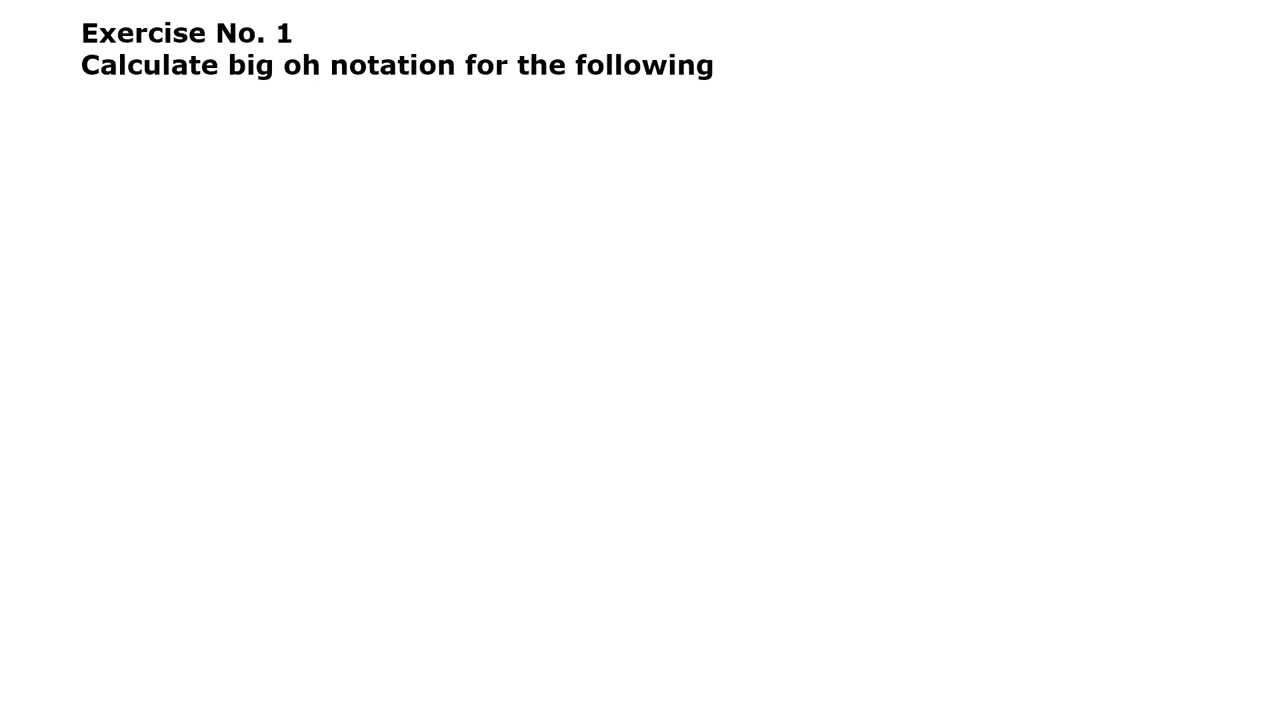 Exercise No. 1
Calculate big oh notation for the following